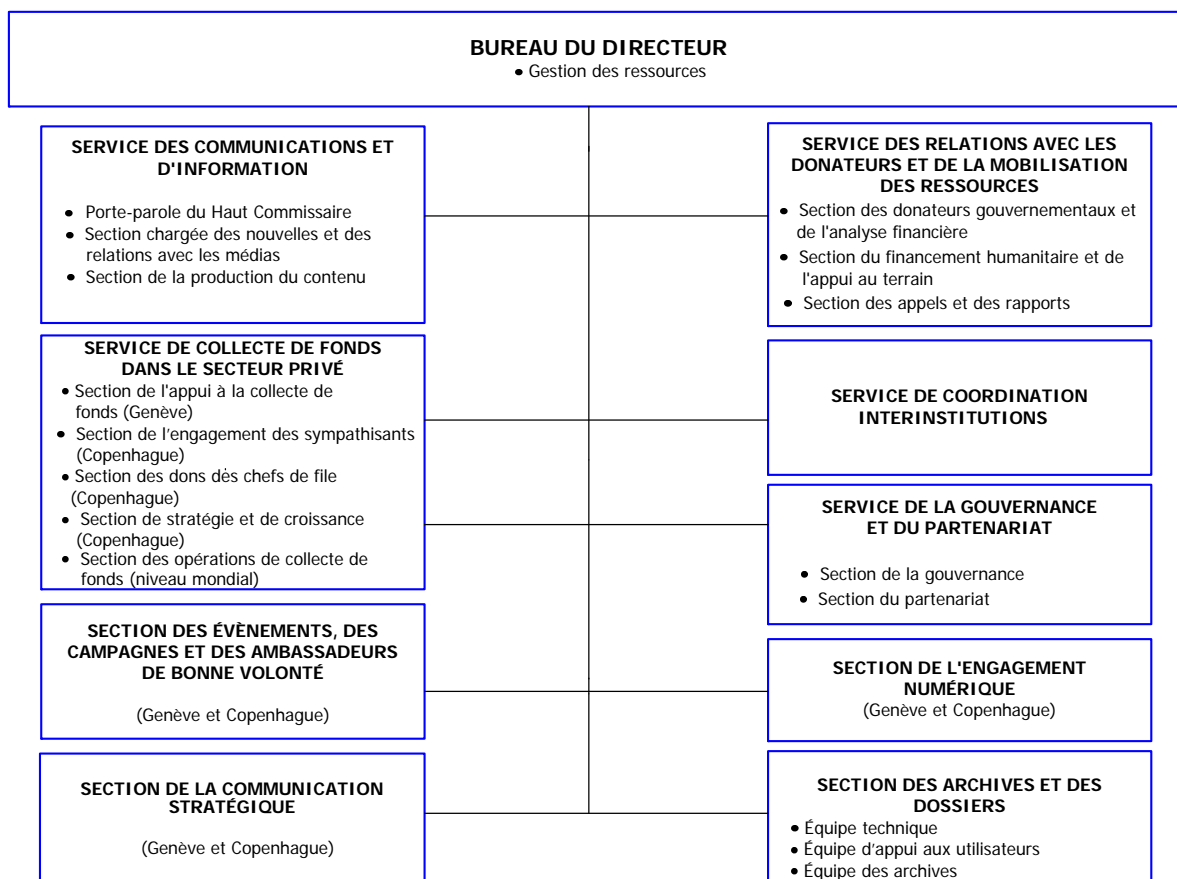 BUREAU DU DIRECTEUR
• Gestion des ressources
SERVICE DES COMMUNICATIONS ET
D'INFORMATION
• Porte-parole du Haut Commissaire
• Section chargée des nouvelles et des
relations avec les médias
• Section de la production du contenu
SERVICE DES RELATIONS AVEC LES
DONATEURS ET DE LA MOBILISATION
DES RESSOURCES
• Section des donateurs gouvernementaux et
de l'analyse financière
• Section du financement humanitaire et de
l'appui au terrain
• Section des appels et des rapports
SERVICE DE COLLECTE DE FONDS
DANS LE SECTEUR PRIVÉ
• Section de l'appui à la collecte de
fonds (Genève)
• Section de l'engagement des sympathisants
(Copenhague)
• Section des dons dès chefs de file
(Copenhague)
• Section de stratégie et de croissance
(Copenhague)
• Section des opérations de collecte de
fonds (niveau mondial)
SERVICE DE COORDINATION
INTERINSTITUTIONS
SERVICE DE LA GOUVERNANCE
ET DU PARTENARIAT
• Section de la gouvernance
• Section du partenariat
SECTION DES ÉVÈNEMENTS, DES
CAMPAGNES ET DES AMBASSADEURS
DE BONNE VOLONTÉ
(Genève et Copenhague)
SECTION DE L'ENGAGEMENT
NUMÉRIQUE
(Genève et Copenhague)
SECTION DE LA COMMUNICATION
STRATÉGIQUE
(Genève et Copenhague)
SECTION DES ARCHIVES ET DES
DOSSIERS
• Équipe technique
• Équipe d'appui aux utilisateurs
• Équipe des archives